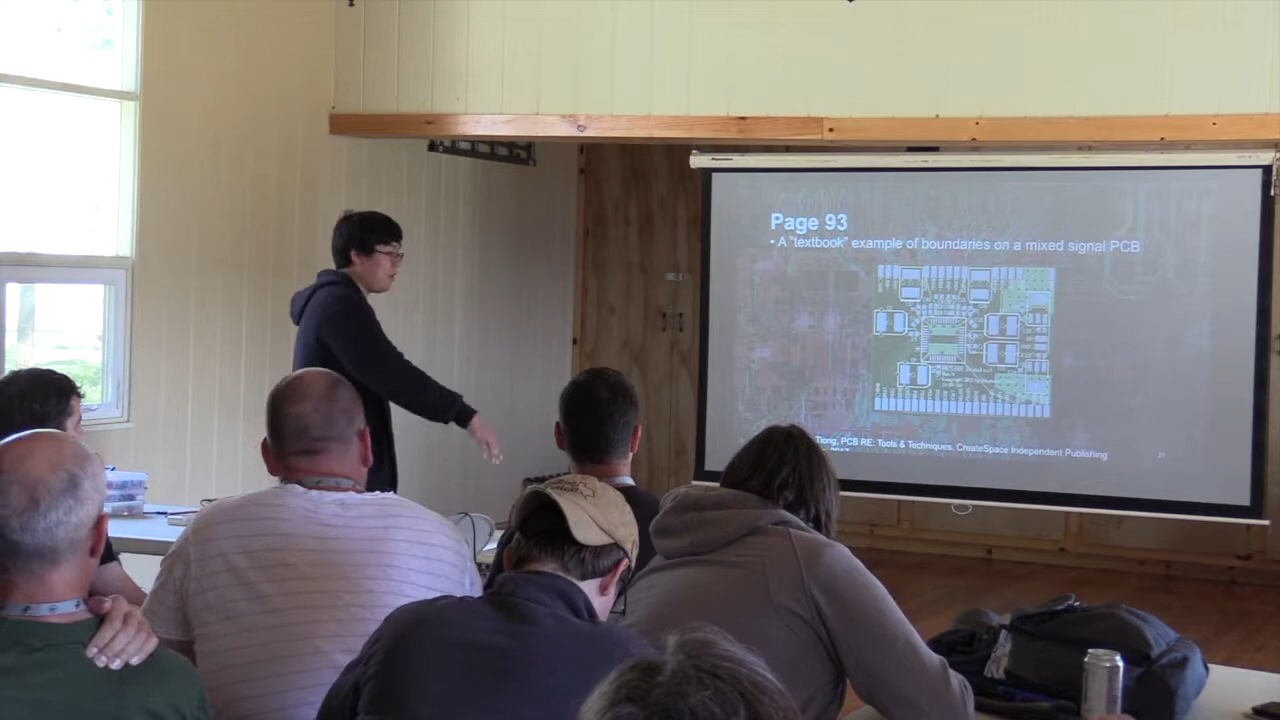 Page 93
- A "textbook" example of boundaries on a mixed signal PCB
Tiong, PCB RE: Tools & Techniques. CreateSpace Independent Publishing